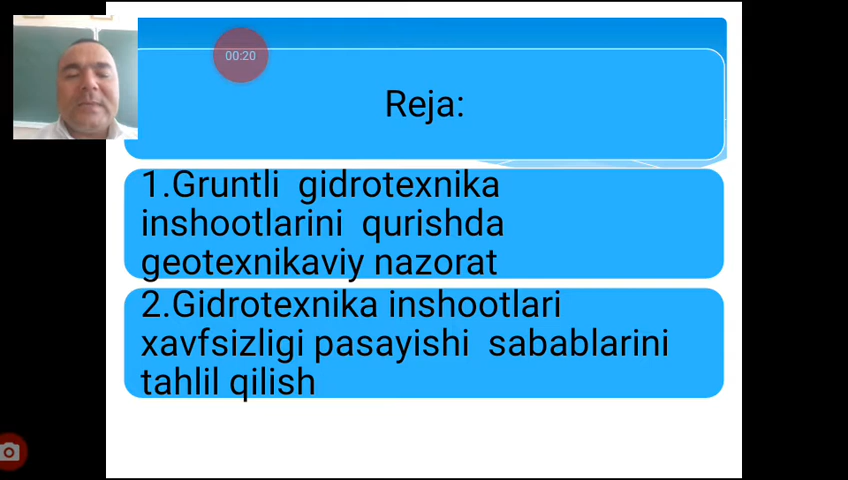 00:20
Reja:
1.Gruntli gidrotexnika
inshootlarini qurishda
geotexnikaviy nazorat
2.Gidrotexnika inshootlari
xavfsizligi pasayishi sabablarini
tahlil qilish